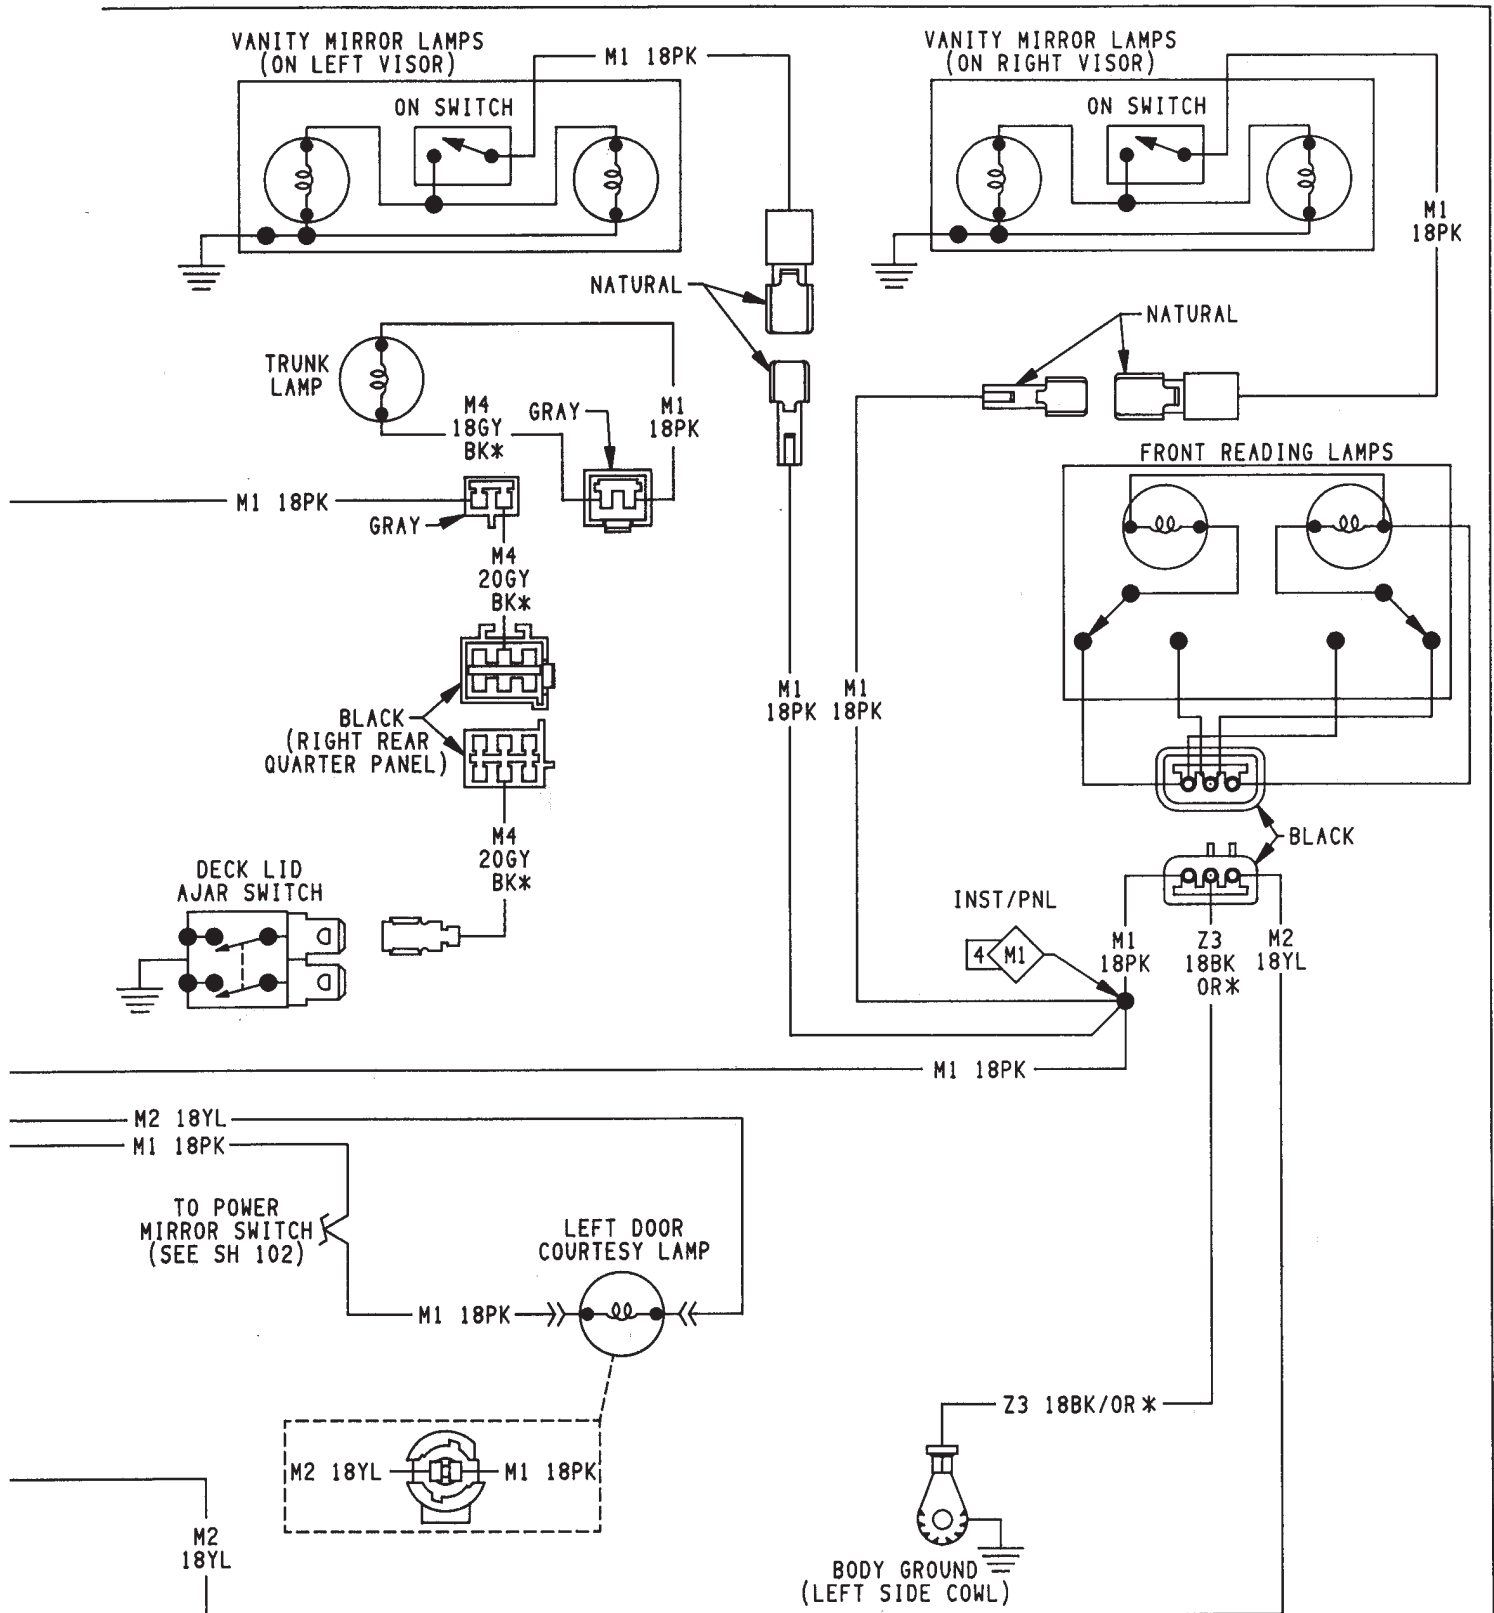 VANITY MIRROR LAMPS
(ON LEFT VISOR)
M1 18PK
ON SWITCH
VANITY MIRROR LAMPS
(ON RIGHT VISOR)
ON SWITCH
M1
18PK
NATURAL
NATURAL
TRUNK
LAMP
M4
18GY
BK*
GRAY
M1
18PK
FRONT READING LAMPS
M1 18PK
GRAY
M4
20GY
BK*
BLACK
(RIGHT REAR
QUARTER PANEL)
M1
18PK
M1
18PK
BLACK
M4
20GY
BK*
DECK LID
AJAR SWITCH
D
D
INST/PNL
4 M1
M1
18PK
Z3
18BK
OR*
M2
18YL
M1 18PK
M2 18YL
M1 18PK
TO POWER
MIRROR SWITCH
(SEE SH 102)
LEFT DOOR
COURTESY LAMP
M1 18PK
M2 18YL
M1 18PK
Z3 18BK/OR*
M2
18YL
BODY GROUND
(LEFT SIDE COWL)